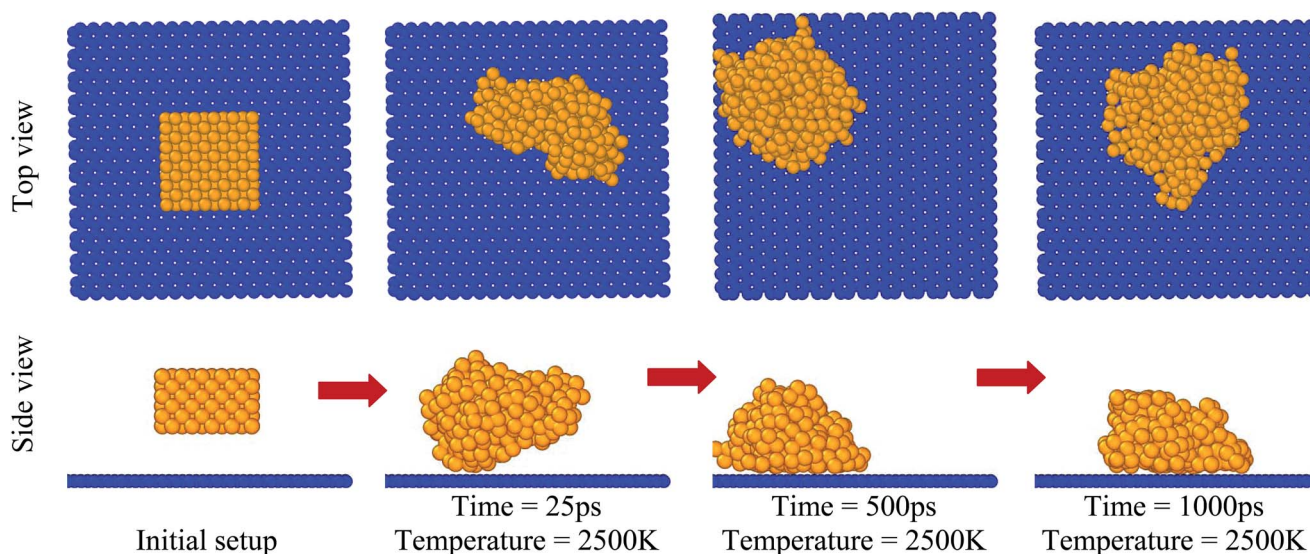 Top view
Side view
Initial setup
Time = 25ps
Temperature = 2500K
Time = 500ps
Temperature = 2500K
Time = 1000ps
Temperature = 2500K